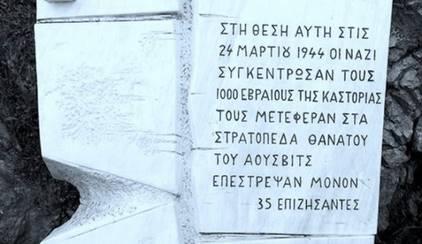 ΣΤΗ ΘΕΣΗ ΑΥΤΗ ΣΤΙΣ
24 ΜΑΡΤΙΟΥ 1944 ΟΙ ΝΑΖΙ
ΣΥΓΚΕΝΤΡΩΣΑΝ ΤΟΥΣ
1000 ΕΒΡΑΙΟΥΣ ΤΗΣ ΚΑΣΤΟΡΙΑΣ
ΤΟΥΣ ΜΕΤΕΦΕΡΑΝ ΣΤΑ
ΣΤΡΑΤΟΠΕΔΑ ΘΑΝΑΤΟΥ
ΤΟΥ ΑΟΥΣΒΙΤΣ
ΕΠΕΣΤΡΕΨΑΝ ΜΟΝΟΝ
35 ΕΠΙΖΗΣΑΝΤΕΣ